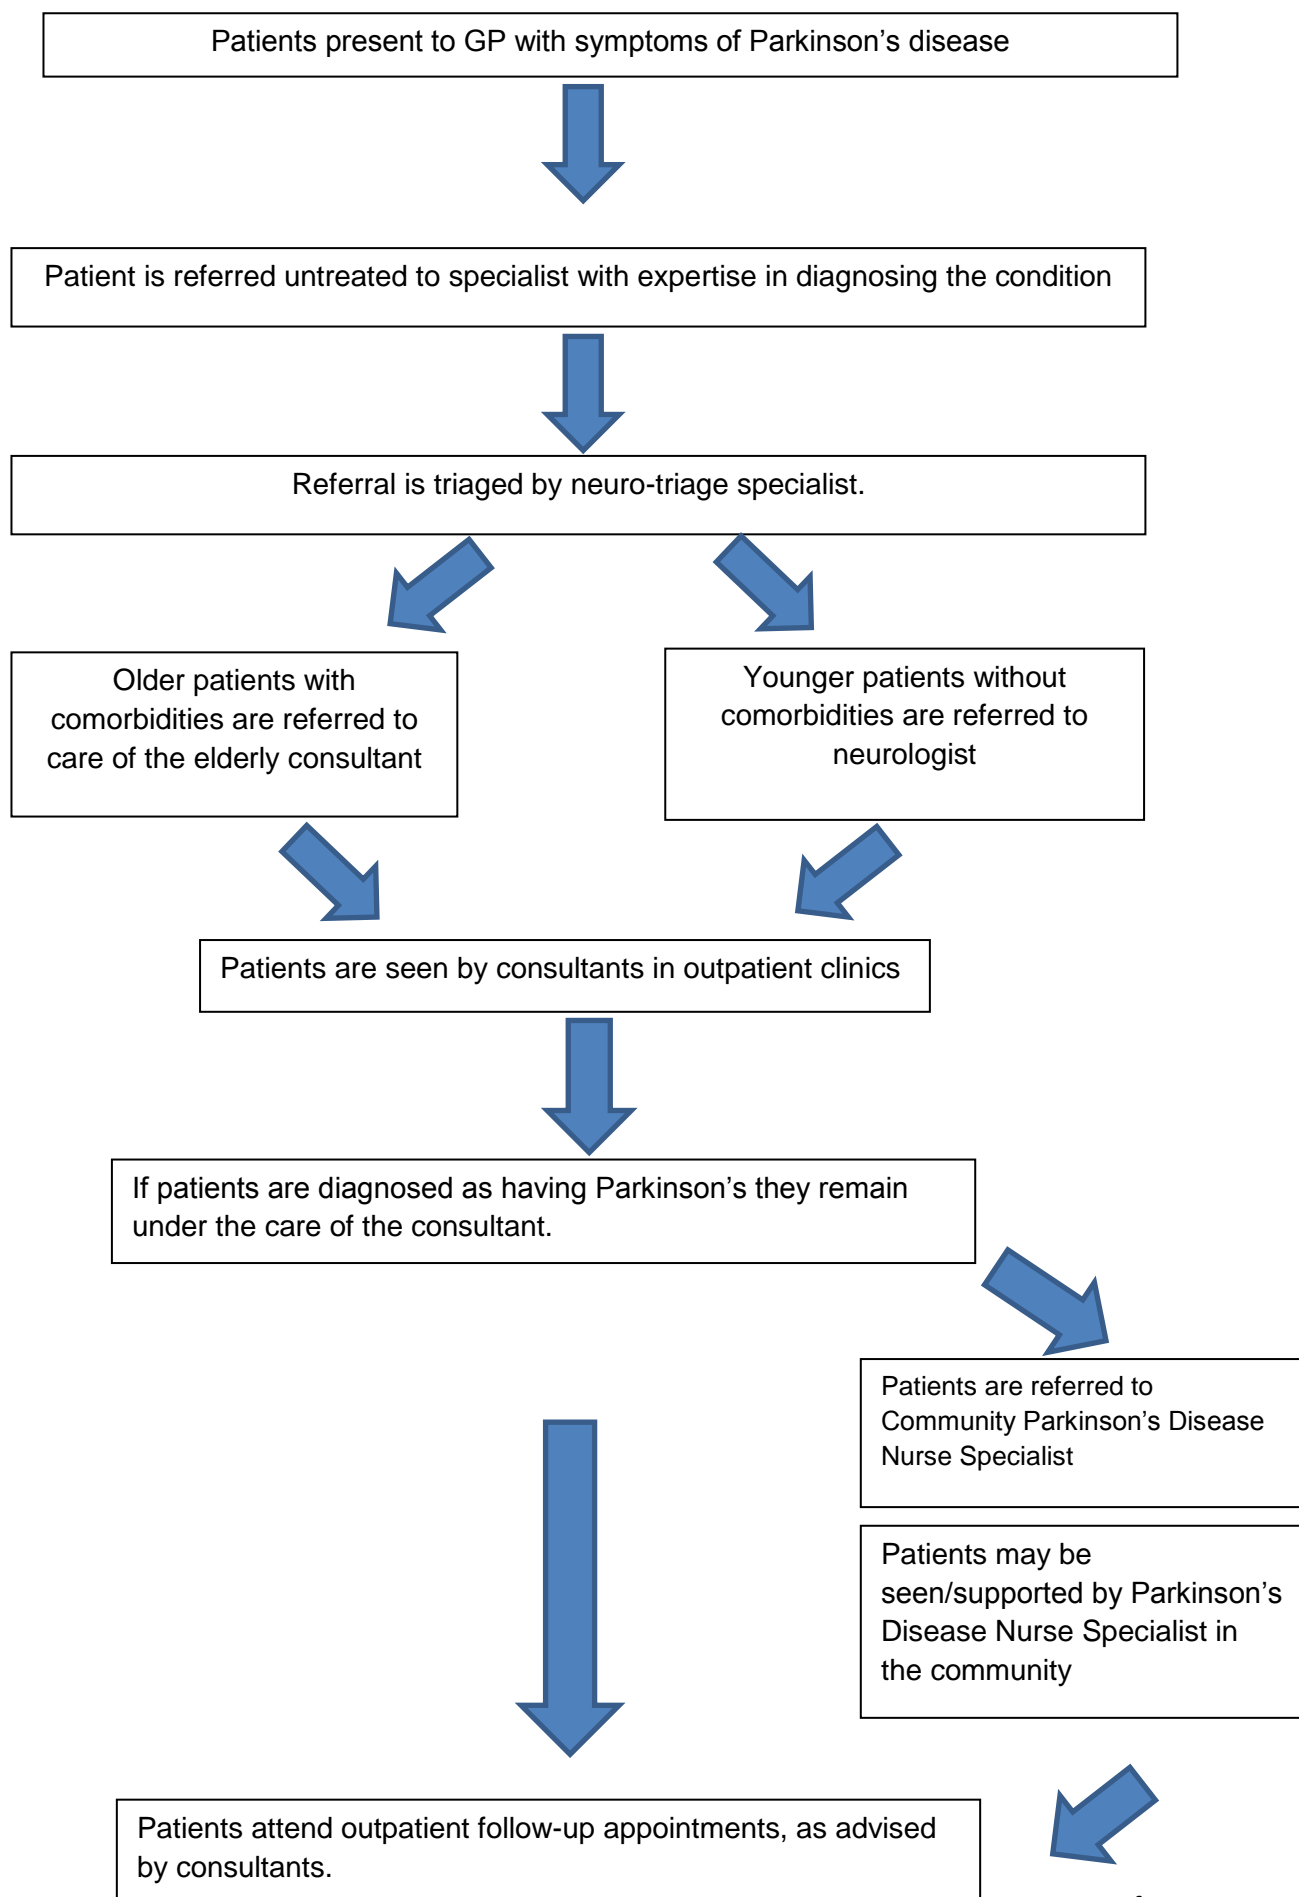 Patients present to GP with symptoms of Parkinson’s disease
Patient is referred untreated to specialist with expertise in diagnosing the condition
Referral is triaged by neuro-triage specialist.
Older patients with
comorbidities are referred to
care of the elderly consultant
Younger patients without
comorbidities are referred to
neurologist
Patients are seen by consultants in outpatient clinics
If patients are diagnosed as having Parkinson’s they remain
under the care of the consultant.
Patients are referred to
Community Parkinson’s Disease
Nurse Specialist
Patients may be
seen/supported by Parkinson’s
Disease Nurse Specialist in
the community
Patients attend outpatient follow-up appointments, as advised
by consultants.